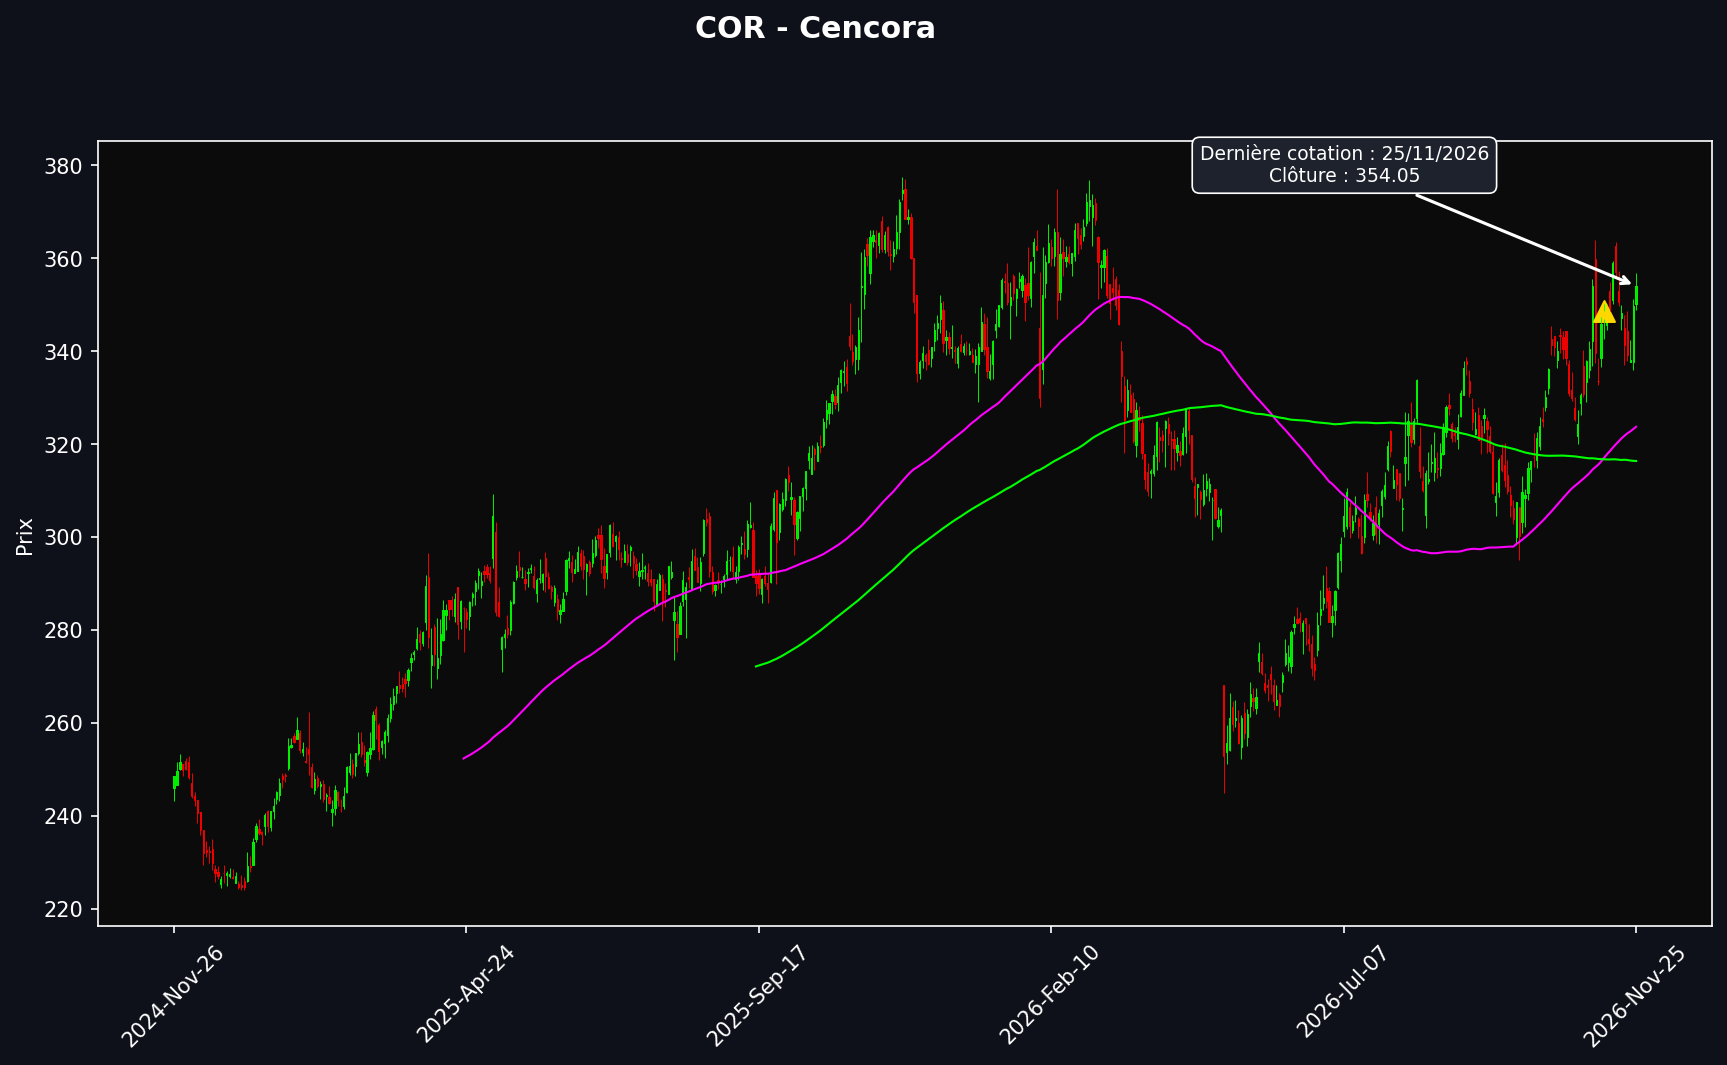 COR - Cencora
Dernière cotation : 25/11/2026
Clôture : 354.05
Prix
380
360
340
320
300
280
260
240
220
2024-Nov-26
2025-Apr-24
2025-Sep-17
2026-Feb-10
2026-Jul-07
2026-Nov-25